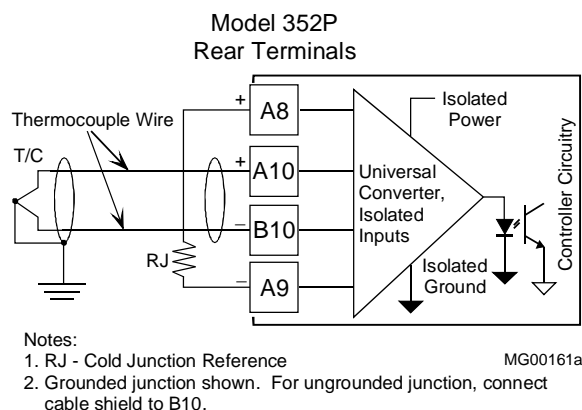 Model 352P
Rear Terminals
Thermocouple Wire
T/C
+
A8
+
A10
–
B10
RJ
–
A9
Isolated
Power
Universal
Converter,
Isolated
Inputs
Isolated
Ground
Controller Circuitry
Notes:
1. RJ - Cold Junction Reference
MG00161a
2. Grounded junction shown. For ungrounded junction, connect
cable shield to B10.